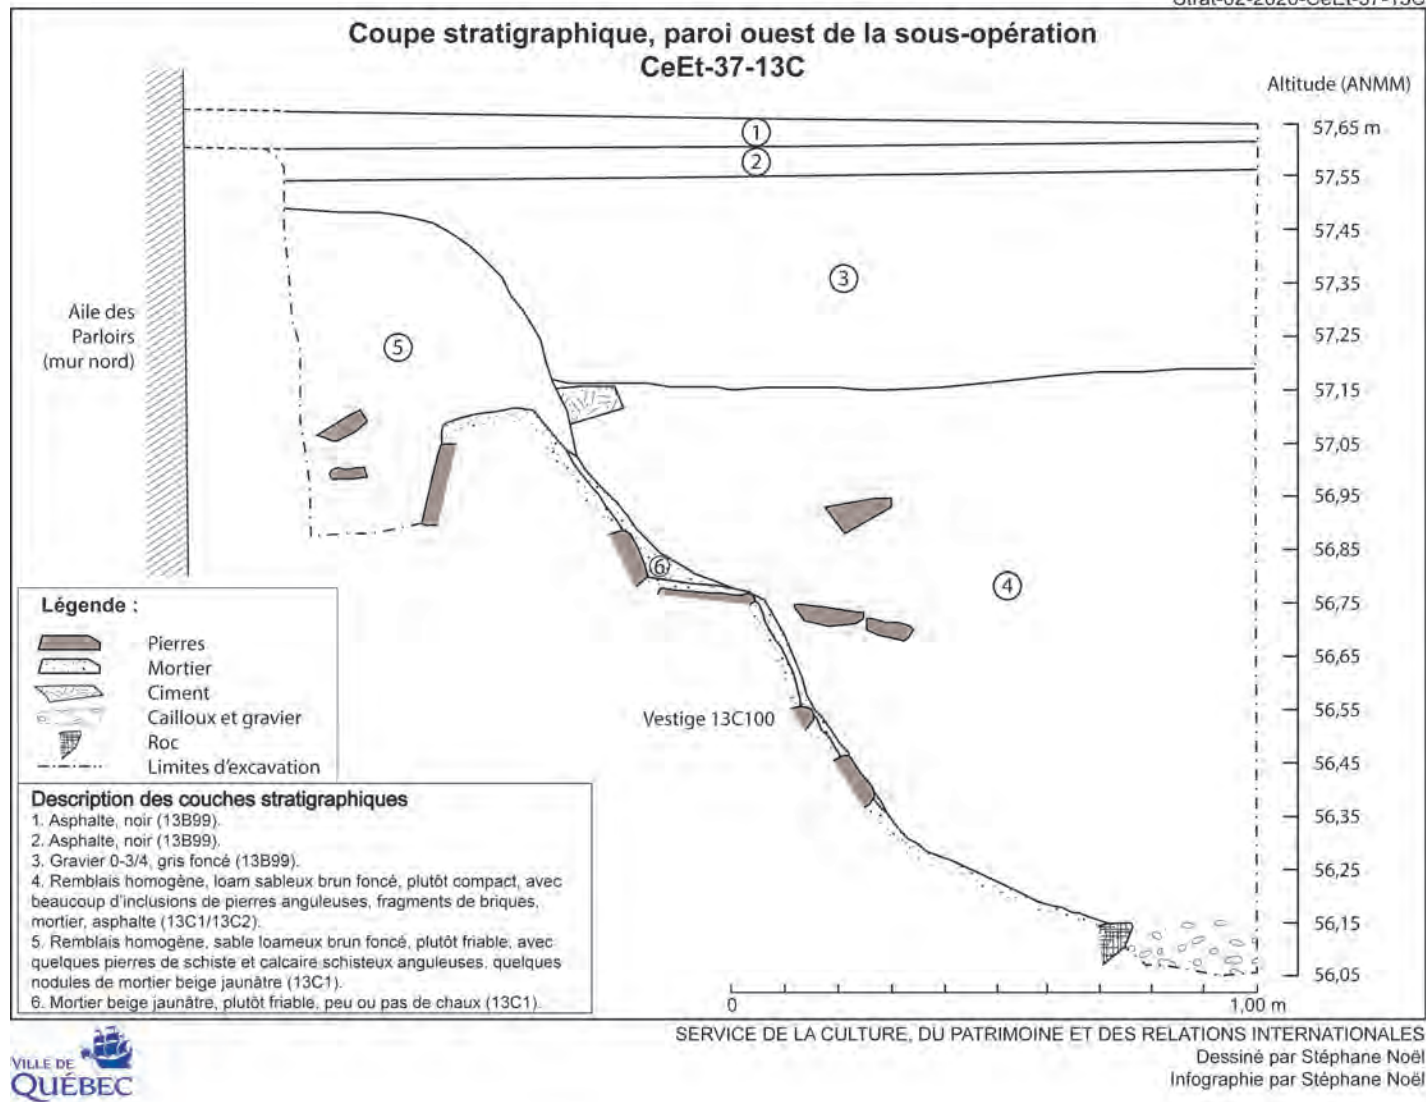 Strat-02-2020-CeEt-37-13C
Coupe stratigraphique, paroi ouest de la sous-opération
CeEt-37-13C
Altitude (ANMM)
1
57,65 m
2
57,55
57,45
3
57,35
Aile des
Parloirs
(mur nord)
5
57,25
57,15
57,05
56,95
6
56,85
4
56,75
56,65
Vestige 13C100
56,55
56,45
56,35
56,25
56,15
56,05
Légende :
Pierres
Mortier
Ciment
Cailloux et gravier
Roc
Limites d'excavation
Description des couches stratigraphiques
1. Asphalte, noir (13B99).
2. Asphalte, noir (13B99).
3. Gravier 0-3/4, gris foncé (13B99).
4. Remblais homogène, loam sableux brun foncé, plutôt compact, avec
beaucoup d'inclusions de pierres anguleuses, fragments de briques,
mortier, asphalte (13C1/13C2).
5. Remblais homogène, sable loameux brun foncé, plutôt friable, avec
quelques pierres de schiste et calcaire schisteux anguleuses, quelques
nodules de mortier beige jaunâtre (13C1).
6. Mortier beige jaunâtre, plutôt friable, peu ou pas de chaux (13C1).
0
1,00 m
SERVICE DE LA CULTURE, DU PATRIMOINE ET DES RELATIONS INTERNATIONALES
Dessiné par Stéphane Noël
Infographie par Stéphane Noël
VILLE DE
QUÉBEC